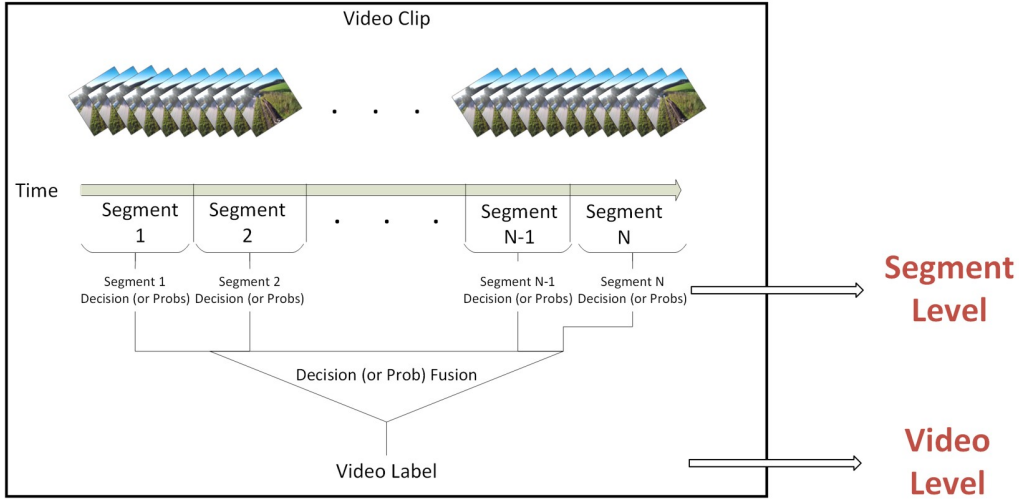 Video Clip
Time
Segment 1
Segment 2
Segment N-1
Segment N
Segment 1 Decision (or Probs)
Segment 2 Decision (or Probs)
Segment N-1 Decision (or Probs)
Segment N Decision (or Probs)
Segment Level
Decision (or Prob) Fusion
Video Label
Video Level